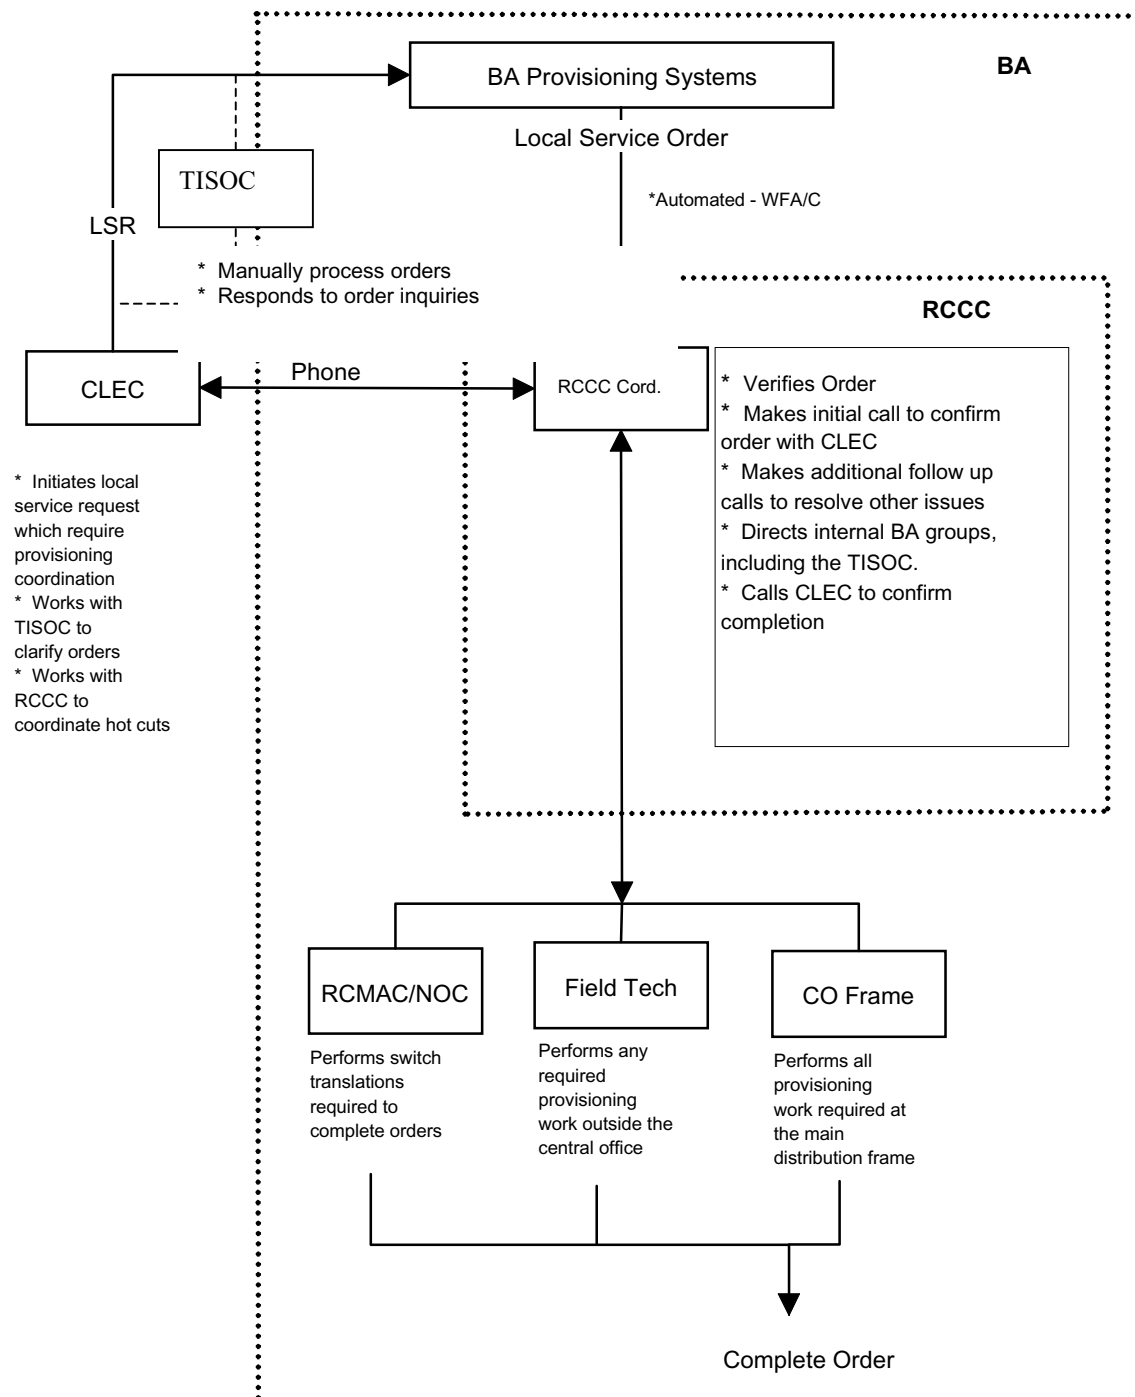 BA
BA Provisioning Systems
Local Service Order
TISOC
*Automated - WFA/C
LSR
* Manually process orders
* Responds to order inquiries
RCCC
CLEC
Phone
RCCC Cord.
* Verifies Order
* Makes initial call to confirm
order with CLEC
* Makes additional follow up
calls to resolve other issues
* Directs internal BA groups,
including the TISOC.
* Calls CLEC to confirm
completion
* Initiates local
service request
which require
provisioning
coordination
* Works with
TISOC to
clarify orders
* Works with
RCCC to
coordinate hot cuts
RCMAC/NOC
Field Tech
CO Frame
Performs switch
translations
required to
complete orders
Performs any
required
provisioning
work outside the
central office
Performs all
provisioning
work required at
the main
distribution frame
Complete Order